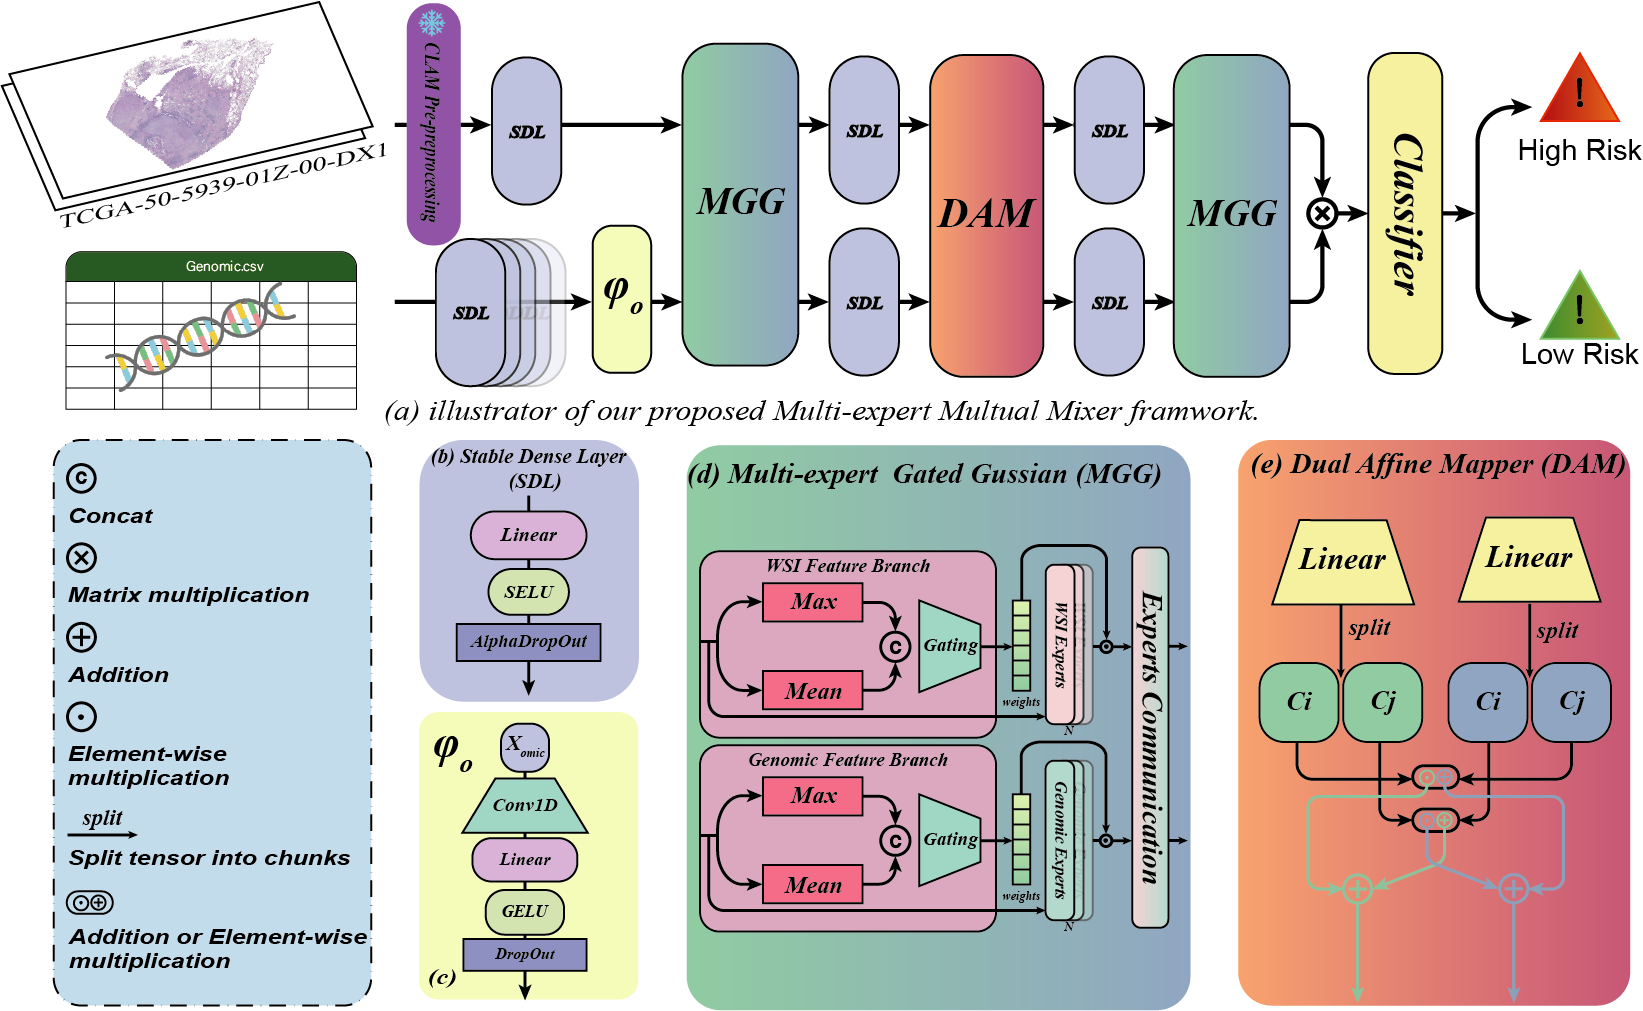 TCGA-50-5939-01Z-00-DX1
CLAM Pre-preprocessing
SDL
MGG
SDL
DAM
SDL
MGG
Classifier
!
High Risk
Genomic.csv
SDL
φo
SDL
SDL
!
Low Risk
(a) illustrator of our proposed Multi-expert Multual Mixer framwork.
C
Concat
Matrix multiplication
Addition
Element-wise
multiplication
split
Split tensor into chunks
Addition or Element-wise
multiplication
(b) Stable Dense Layer
(SDL)
Linear
SELU
AlphaDropOut
φo
Xomic
Conv1D
Linear
GELU
DropOut
(c)
(d) Multi-expert Gated Gussian (MGG)
WSI Feature Branch
Max
C
Mean
Gating
weights
WSI Experts
N
Genomic Feature Branch
Max
C
Mean
Gating
weights
Genomic Experts
N
Experts Communication
(e) Dual Affine Mapper (DAM)
Linear
Linear
split
split
Ci
Cj
Ci
Cj